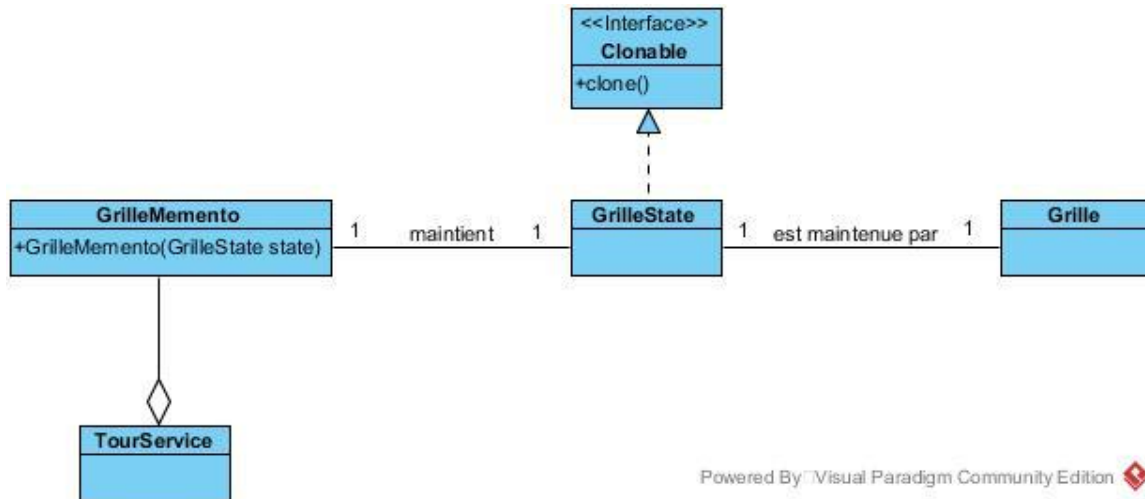 <<Interface>>
Clonable
+clone()
GrilleMemento
+GrilleMemento(GrilleState state)
1 maintient 1
GrilleState
1 est maintenue par 1
Grille
TourService
Powered By Visual Paradigm Community Edition